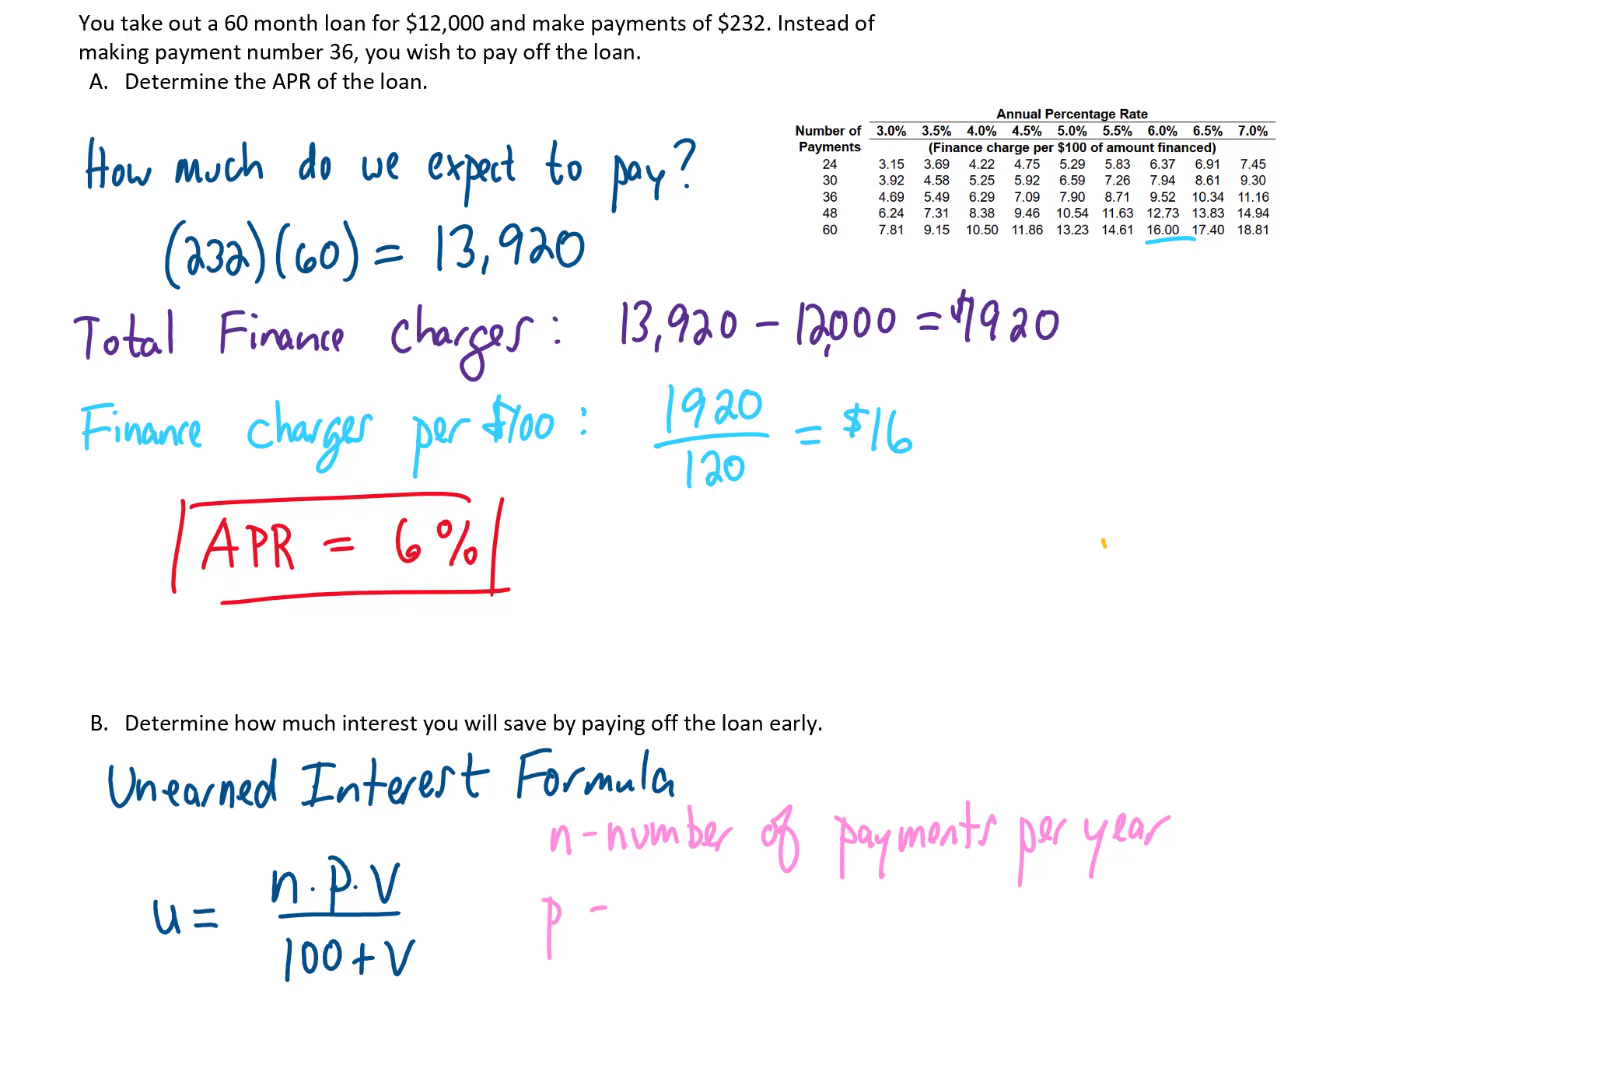 You take out a 60 month loan for $12,000 and make payments of $232. Instead of
making payment number 36, you wish to pay off the loan.
A. Determine the APR of the loan.
Annual Percentage Rate
Number of 3.0% 3.5% 4.0% 4.5% 5.0% 5.5% 6.0% 6.5% 7.0%
Payments (Finance charge per $100 of amount financed)
24 3.15 3.69 4.22 4.75 5.29 5.83 6.37 6.91 7.45
30 3.92 4.58 5.25 5.92 6.59 7.26 7.94 8.61 9.30
36 4.69 5.49 6.29 7.09 7.90 8.71 9.52 10.34 11.16
48 6.24 7.31 8.38 9.46 10.54 11.63 12.73 13.83 14.94
60 7.81 9.15 10.50 11.86 13.23 14.61 16.00 17.40 18.81
How much do we expect to pay?
(232)(60) = 13,920
Total Finance charges: 13,920 - 12,000 = $1920
Finance charges per $100: 1920
120 = $16
APR = 6%
B. Determine how much interest you will save by paying off the loan early.
Unearned Interest Formula
n - number of payments per year
u = n·P·V
100+V
p -